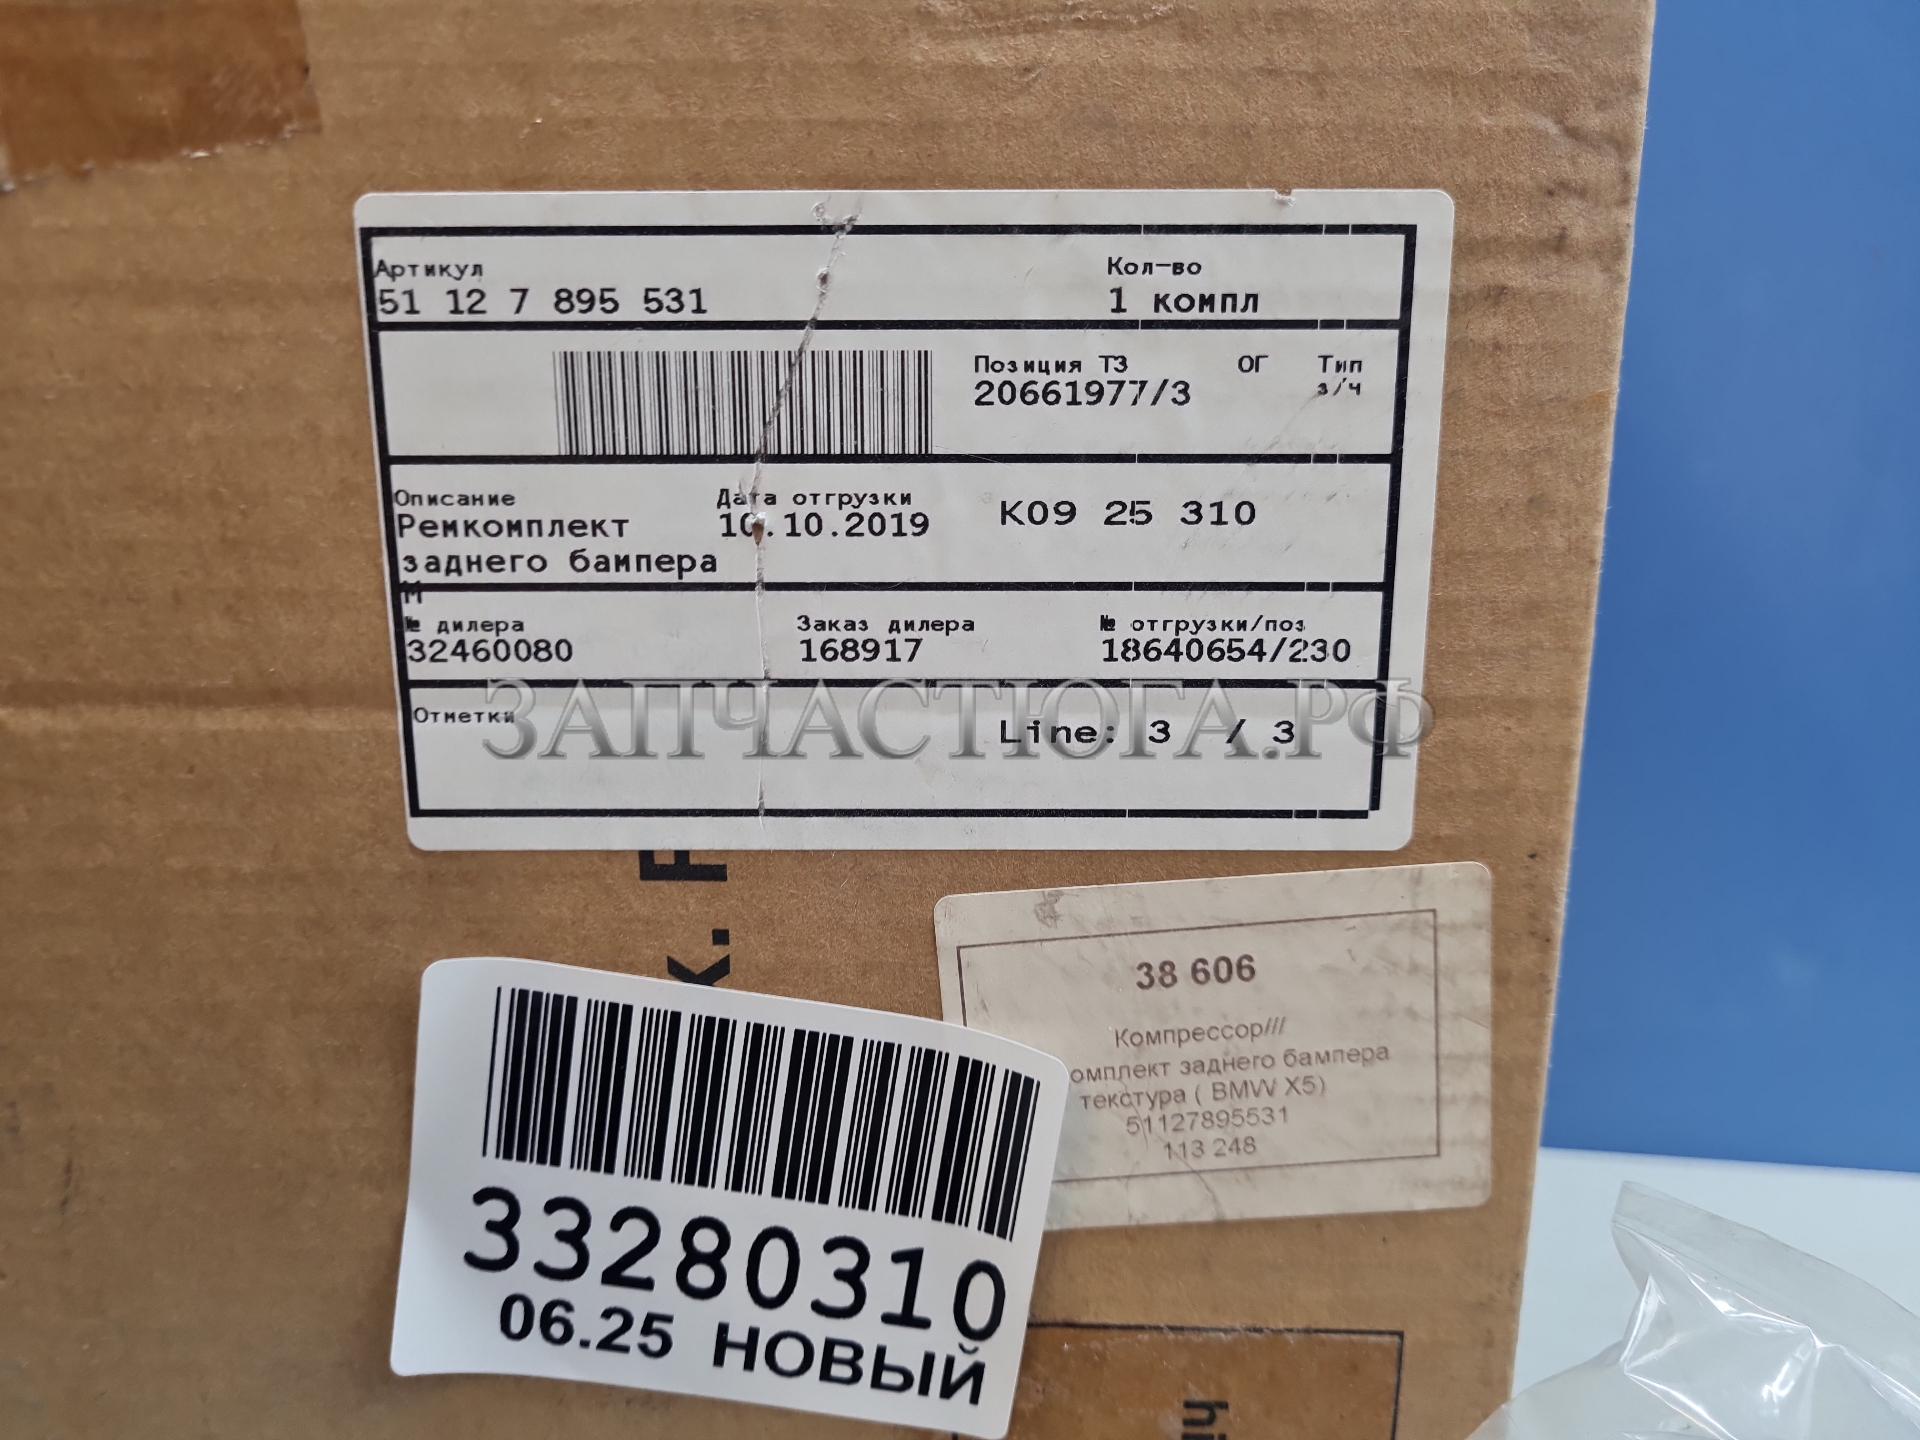 Артикул Кол-во
51 12 7 895 531 1 компл
Позиция ТЗ ОГ Тип
20661977/3 з/ч
Описание Дата отгрузки
Ремкомплект 10.10.2019 K09 25 310
заднего бампера
М
№ дилера Заказ дилера № отгрузки/поз
32460080 168917 18640654/230
ЗАПЧАСТЮГА.РФ
Отметки Line: 3 / 3
38 606
Компрессор///
омплект заднего бампера
текстура ( BMW X5)
51127895531
113 248
33280310
06.25 НОВЫЙ